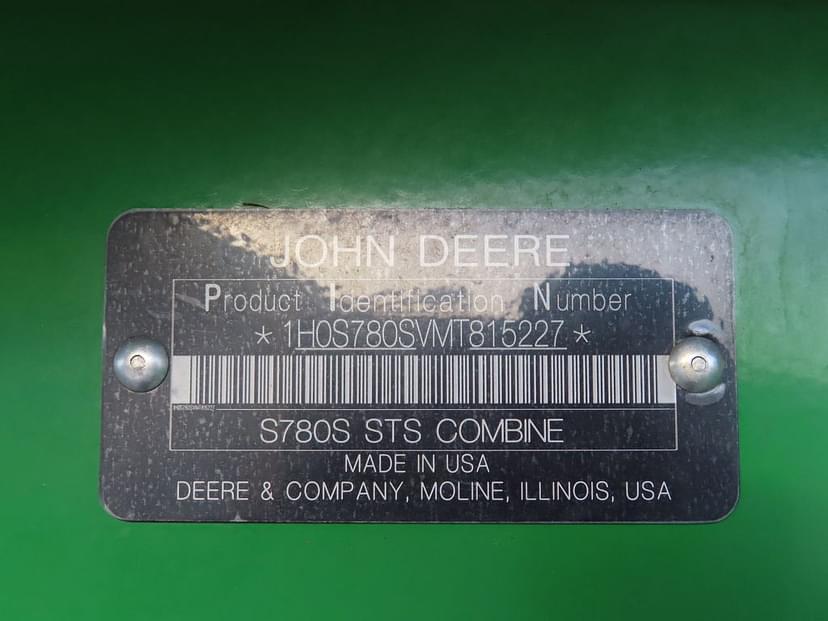 JOHN DEERE
Product Identification Number
*1H0S780SVMT815227*
S780S STS COMBINE
MADE IN USA
DEERE & COMPANY, MOLINE, ILLINOIS, USA